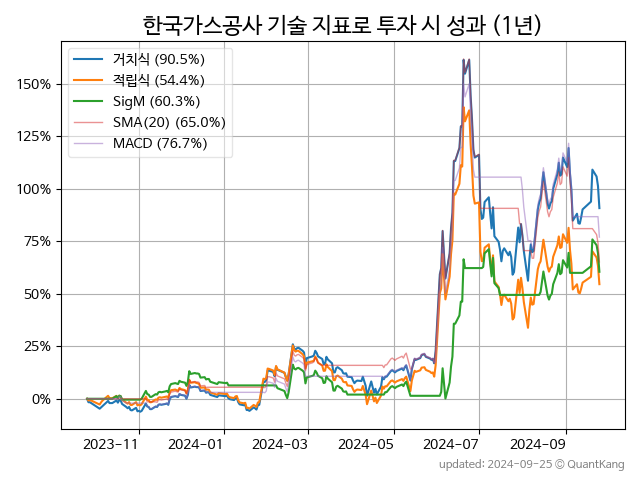 한국가스공사 기술 지표로 투자 시 성과 (1년)
거치식 (90.5%)
적립식 (54.4%)
SigM (60.3%)
SMA(20) (65.0%)
MACD (76.7%)
150%
125%
100%
75%
50%
25%
0%
2023-11 2024-01 2024-03 2024-05 2024-07 2024-09
updated: 2024-09-25 © QuantKang